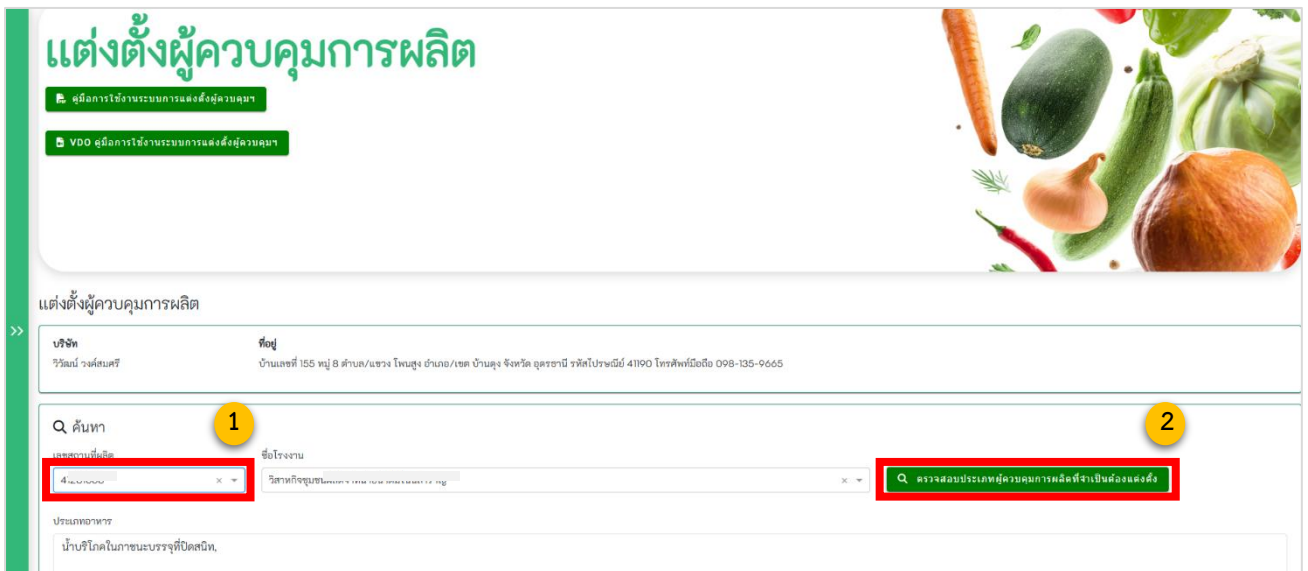 แต่งตั้งผู้ควบคุมการผลิต
คู่มือการใช้งานระบบการแต่งตั้งผู้ควบคุมฯ
VDO คู่มือการใช้งานระบบการแต่งตั้งผู้ควบคุมฯ
แต่งตั้งผู้ควบคุมการผลิต
>>
บริษัท ที่อยู่
วิวัฒน์ วงค์สมศรี บ้านเลขที่ 155 หมู่ 8 ตำบล/แขวง โพนสูง อำเภอ/เขต บ้านดุง จังหวัด อุดรธานี รหัสไปรษณีย์ 41190 โทรศัพท์มือถือ 098-135-9665
ค้นหา 1 2
เลขสถานที่ผลิต ชื่อโรงงาน
× × ตรวจสอบประเภทผู้ควบคุมการผลิตที่จำเป็นต้องแต่งตั้ง
ประเภทอาหาร
น้ำบริโภคในภาชนะบรรจุที่ปิดสนิท,